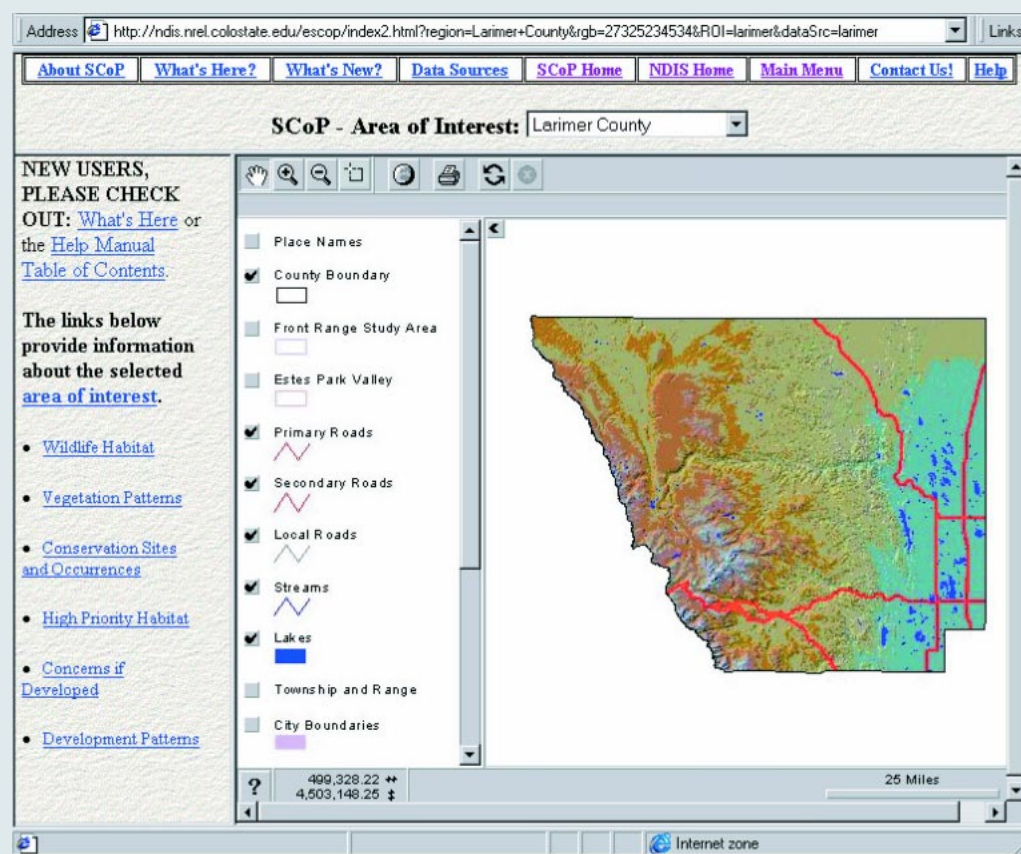 Address http://ndis.nrel.colostate.edu/escop/index2.html?region=Larimer+County&rgb=27325234534&ROI=larimer&dataSrc=larimer Links
About SCoP What's Here? What's New? Data Sources SCoP Home NDIS Home Main Menu Contact Us! Help
SCoP - Area of Interest: Larimer County
NEW USERS,
PLEASE CHECK
OUT: What's Here or
the Help Manual
Table of Contents.
The links below
provide information
about the selected
area of interest.
• Wildlife Habitat
• Vegetation Patterns
• Conservation Sites
and Occurrences
• High Priority Habitat
• Concerns if
Developed
• Development Patterns
Place Names
County Boundary
Front Range Study Area
Estes Park Valley
Primary Roads
Secondary Roads
Local Roads
Streams
Lakes
Township and Range
City Boundaries
? 499,328.22 ↔
4,503,148.25 ↕
25 Miles
Internet zone